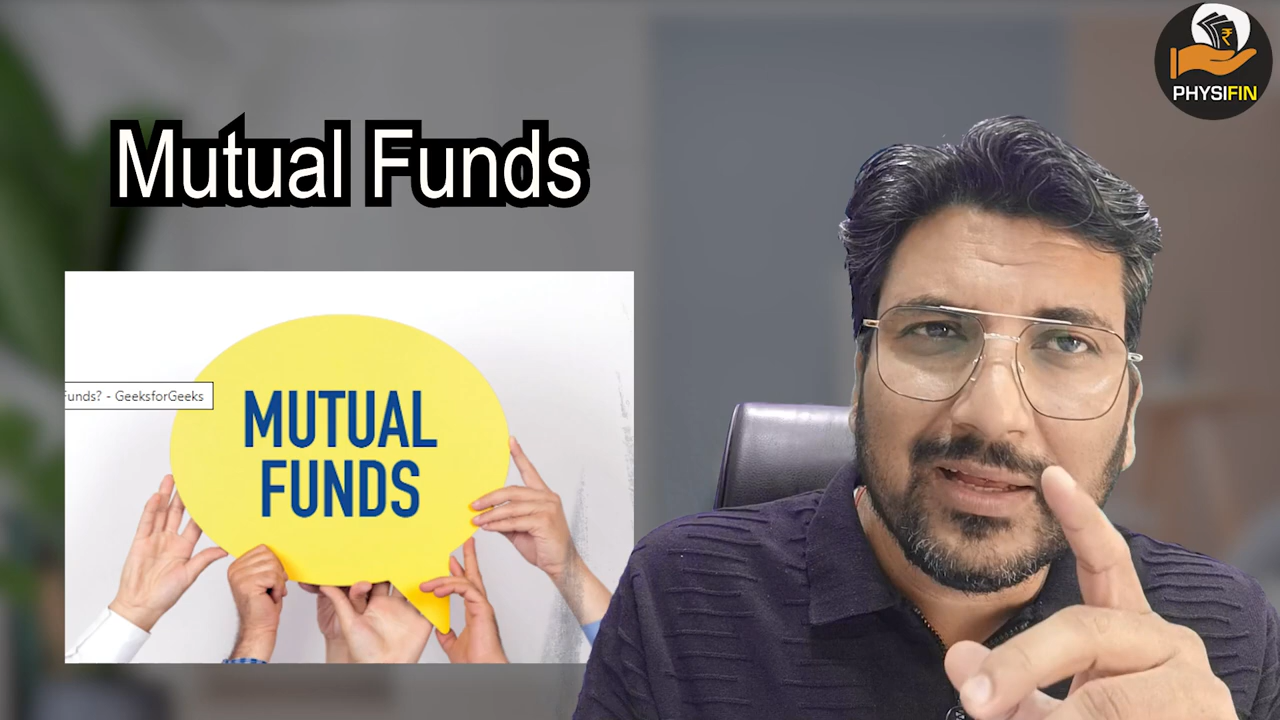 PHYSIFIN
Mutual Funds
Funds? - GeeksforGeeks
MUTUAL
FUNDS